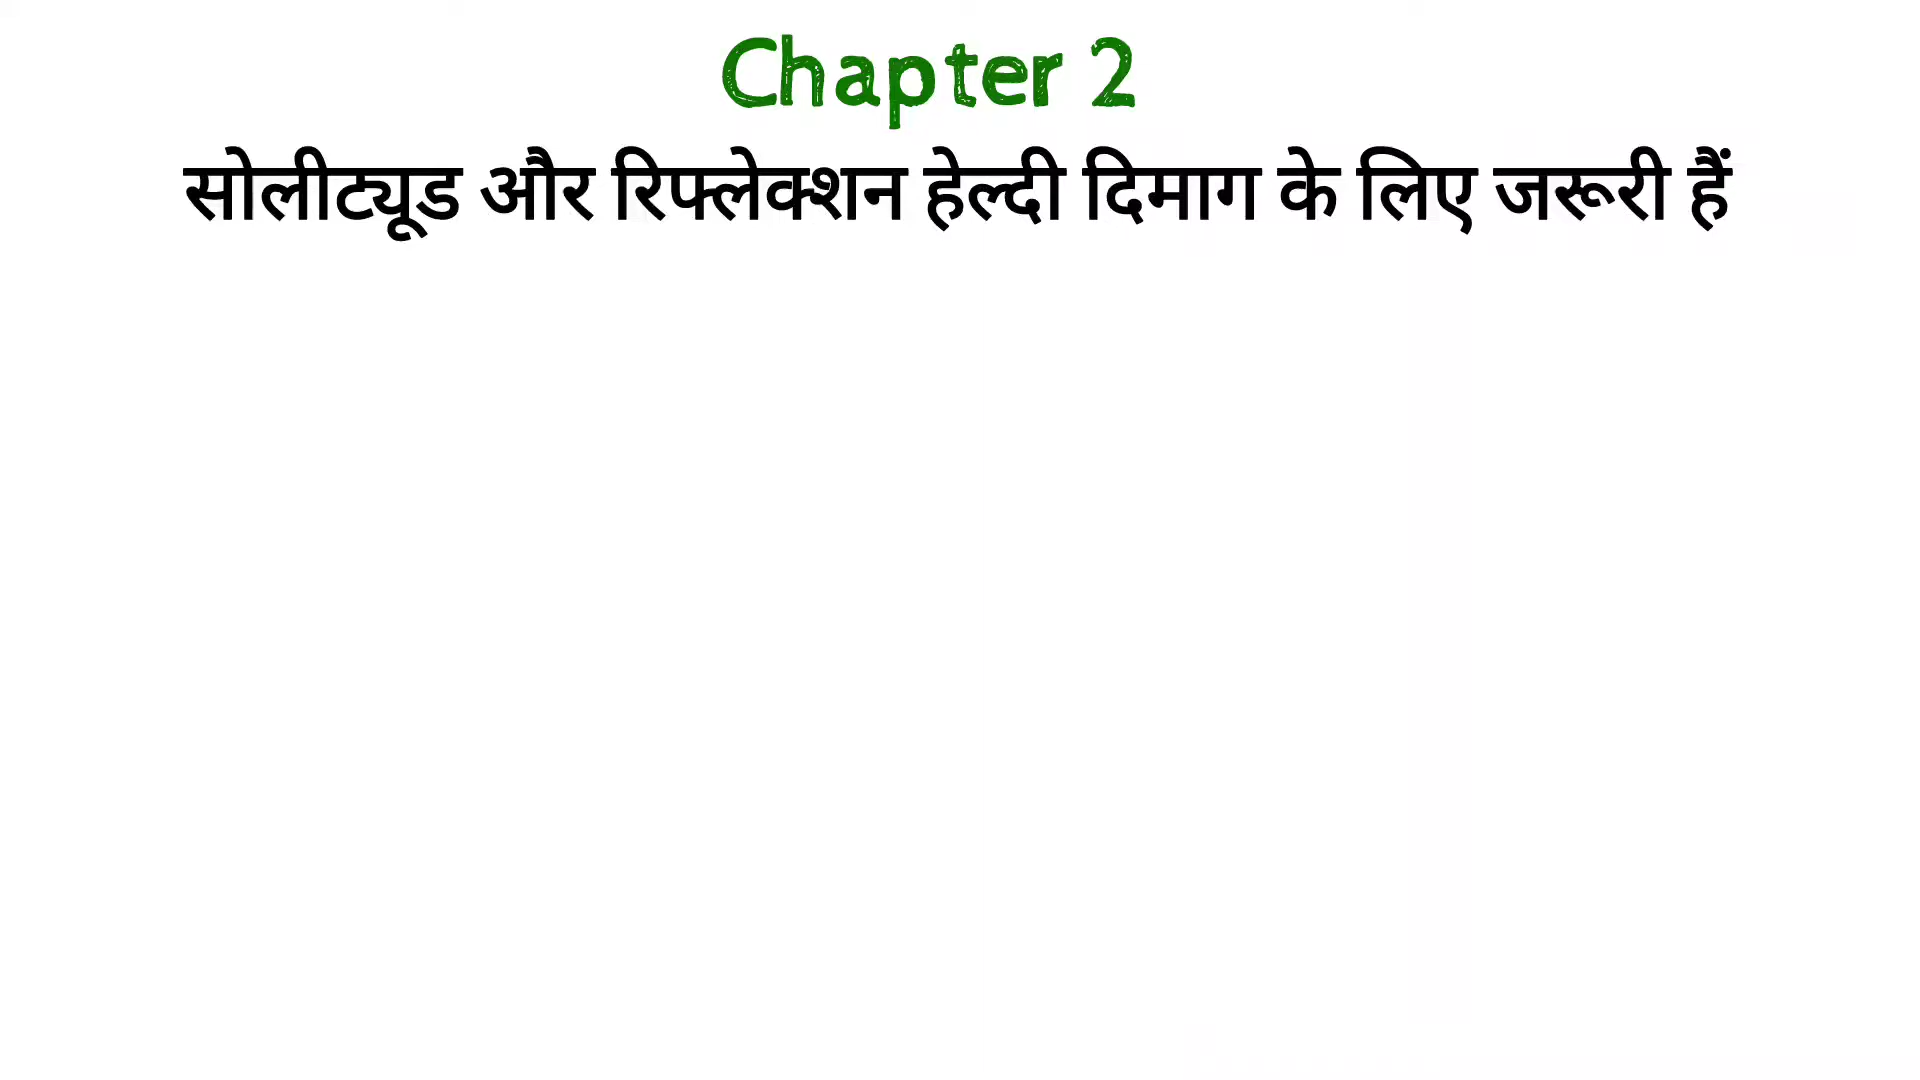 Chapter 2
सोलीट्यूड और रिफ्लेक्शन हेल्दी दिमाग के लिए जरूरी हैं